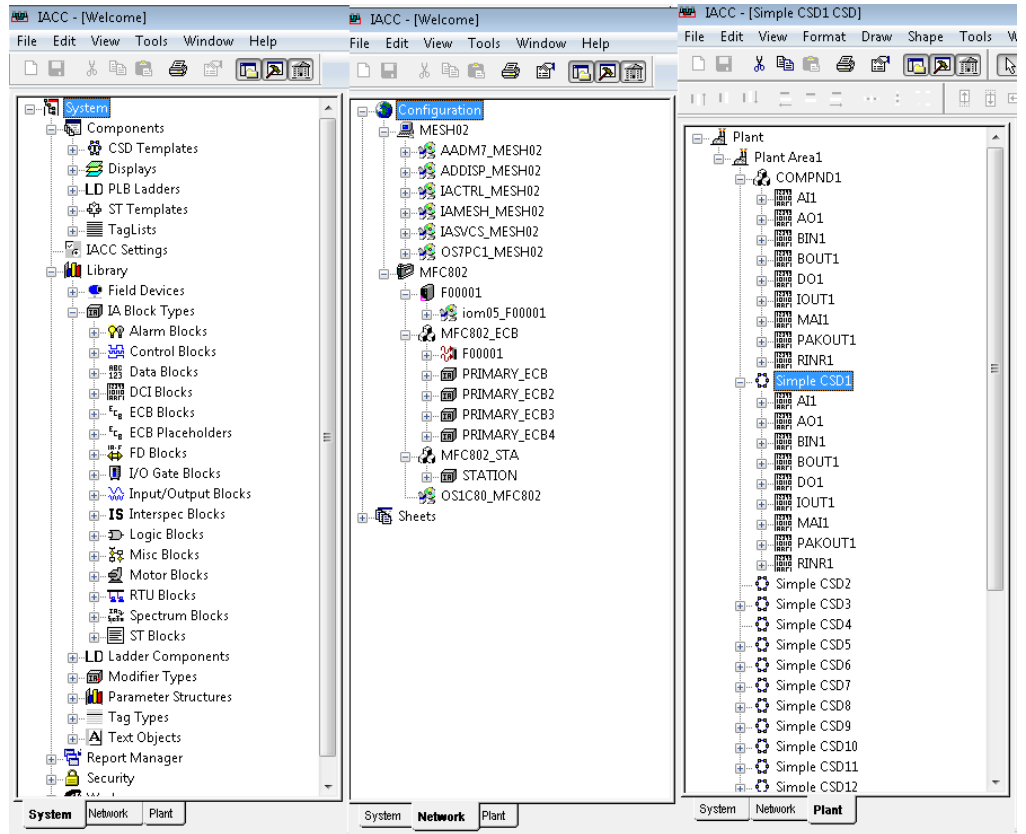 IACC - [Welcome]
File Edit View Tools Window Help
System
Components
CSD Templates
Displays
LD PLB Ladders
ST Templates
TagLists
IACC Settings
Library
Field Devices
IA Block Types
Alarm Blocks
Control Blocks
Data Blocks
DCI Blocks
ECB Blocks
ECB Placeholders
FD Blocks
I/O Gate Blocks
Input/Output Blocks
IS Interspec Blocks
Logic Blocks
Misc Blocks
Motor Blocks
RTU Blocks
Spectrum Blocks
ST Blocks
LD Ladder Components
Modifier Types
Parameter Structures
Tag Types
Text Objects
Report Manager
Security
System Network Plant
IACC - [Welcome]
File Edit View Tools Window Help
Configuration
MESH02
AADM7_MESH02
ADDISP_MESH02
IACTRL_MESH02
IAMESH_MESH02
IASVCS_MESH02
OS7PC1_MESH02
MFC802
F00001
iom05_F00001
MFC802_ECB
F00001
PRIMARY_ECB
PRIMARY_ECB2
PRIMARY_ECB3
PRIMARY_ECB4
MFC802_STA
STATION
OS1C80_MFC802
Sheets
System Network Plant
IACC - [Simple CSD1 CSD]
File Edit View Format Draw Shape Tools W
Plant
Plant Area1
COMPND1
AI1
AO1
BIN1
BOUT1
DO1
IOUT1
MAI1
PAKOUT1
RINR1
Simple CSD1
AI1
AO1
BIN1
BOUT1
DO1
IOUT1
MAI1
PAKOUT1
RINR1
Simple CSD2
Simple CSD3
Simple CSD4
Simple CSD5
Simple CSD6
Simple CSD7
Simple CSD8
Simple CSD9
Simple CSD10
Simple CSD11
Simple CSD12
System Network Plant